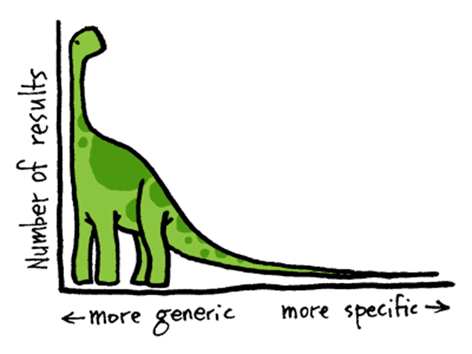 Number of results
←more generic
more specific→